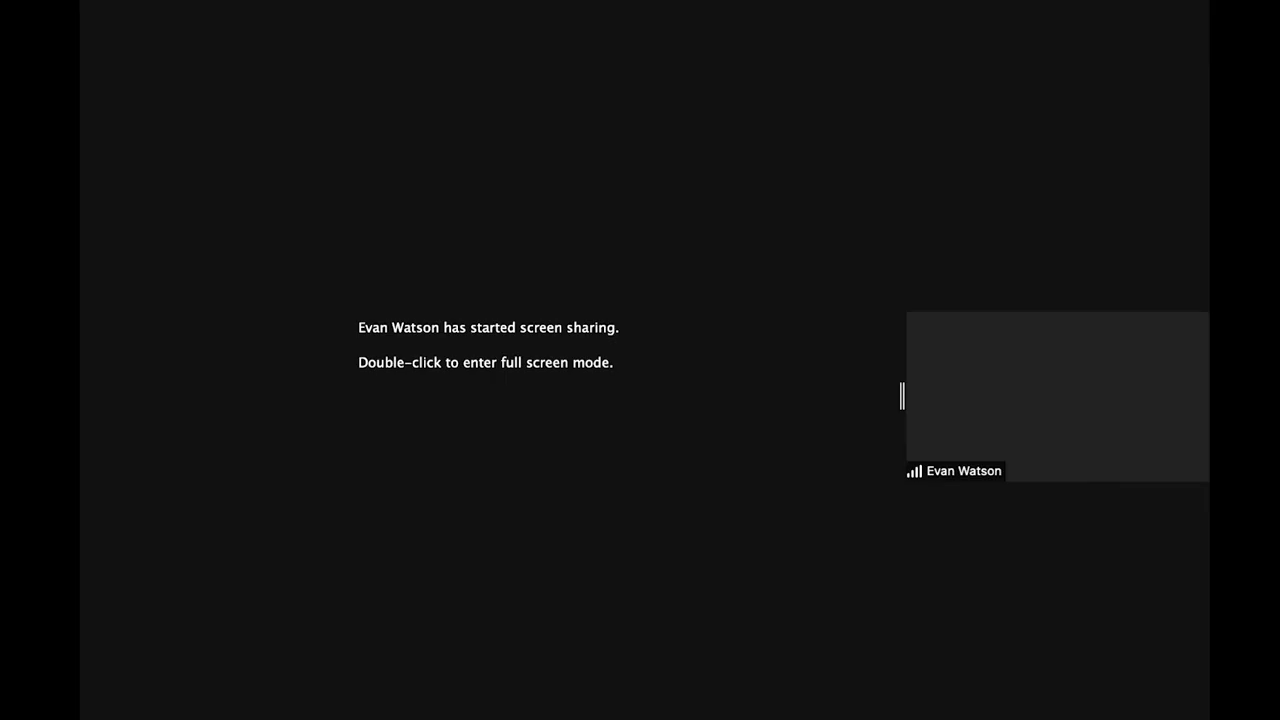 Evan Watson has started screen sharing.
Double-click to enter full screen mode.
Evan Watson